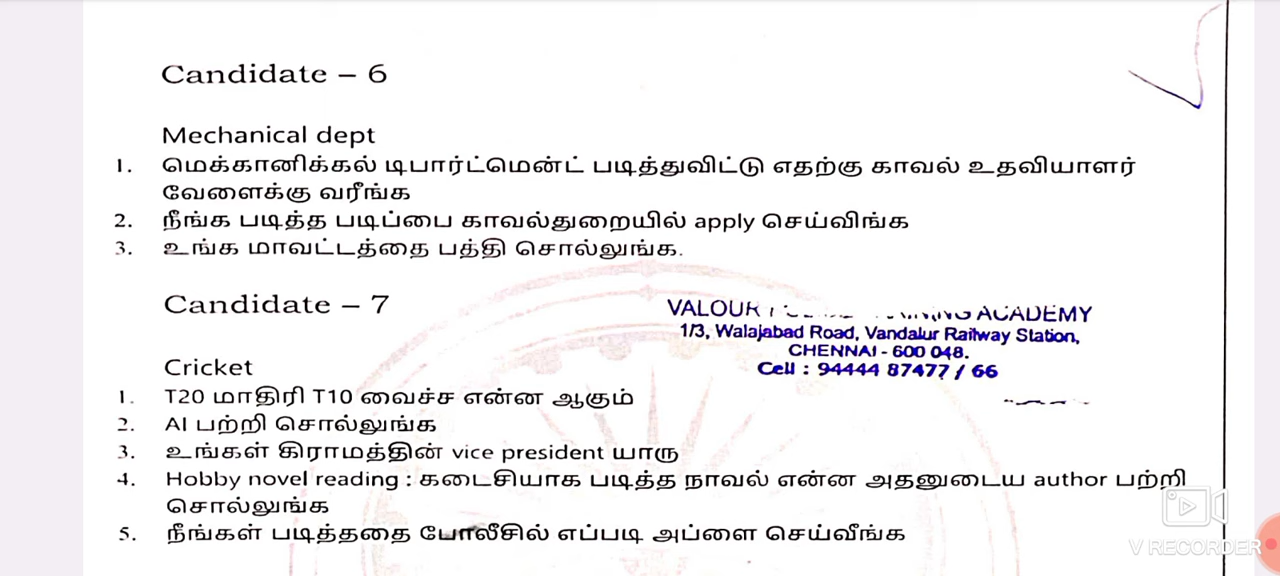 Candidate – 6
Mechanical dept
1. மெக்கானிக்கல் டிபார்ட்மென்ட் படித்துவிட்டு எதற்கு காவல் உதவியாளர்
வேளைக்கு வரீங்க
2. நீங்க படித்த படிப்பை காவல்துறையில் apply செய்விங்க
3. உங்க மாவட்டத்தை பத்தி சொல்லுங்க.
Candidate – 7
VALOUR ACADEMY
1/3, Walajabad Road, Vandalur Railway Station,
CHENNAI - 600 048.
Cell : 94444 87477 / 66
Cricket
1. T20 மாதிரி T10 வைச்ச என்ன ஆகும்
2. AI பற்றி சொல்லுங்க
3. உங்கள் கிராமத்தின் vice president யாரு
4. Hobby novel reading : கடைசியாக படித்த நாவல் என்ன அதனுடைய author பற்றி
சொல்லுங்க
5. நீங்கள் படித்ததை போலீசில் எப்படி அப்ளை செய்வீங்க
V RECORDER